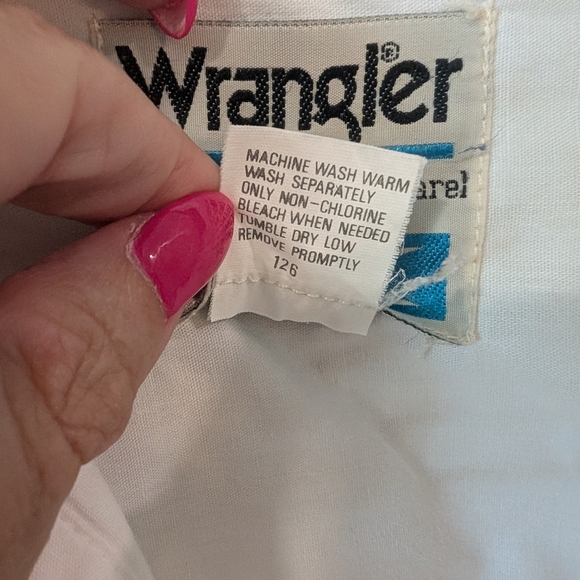 Wrangler®
arel
MACHINE WASH WARM
WASH SEPARATELY
ONLY NON-CHLORINE
BLEACH WHEN NEEDED
TUMBLE DRY LOW
REMOVE PROMPTLY
126